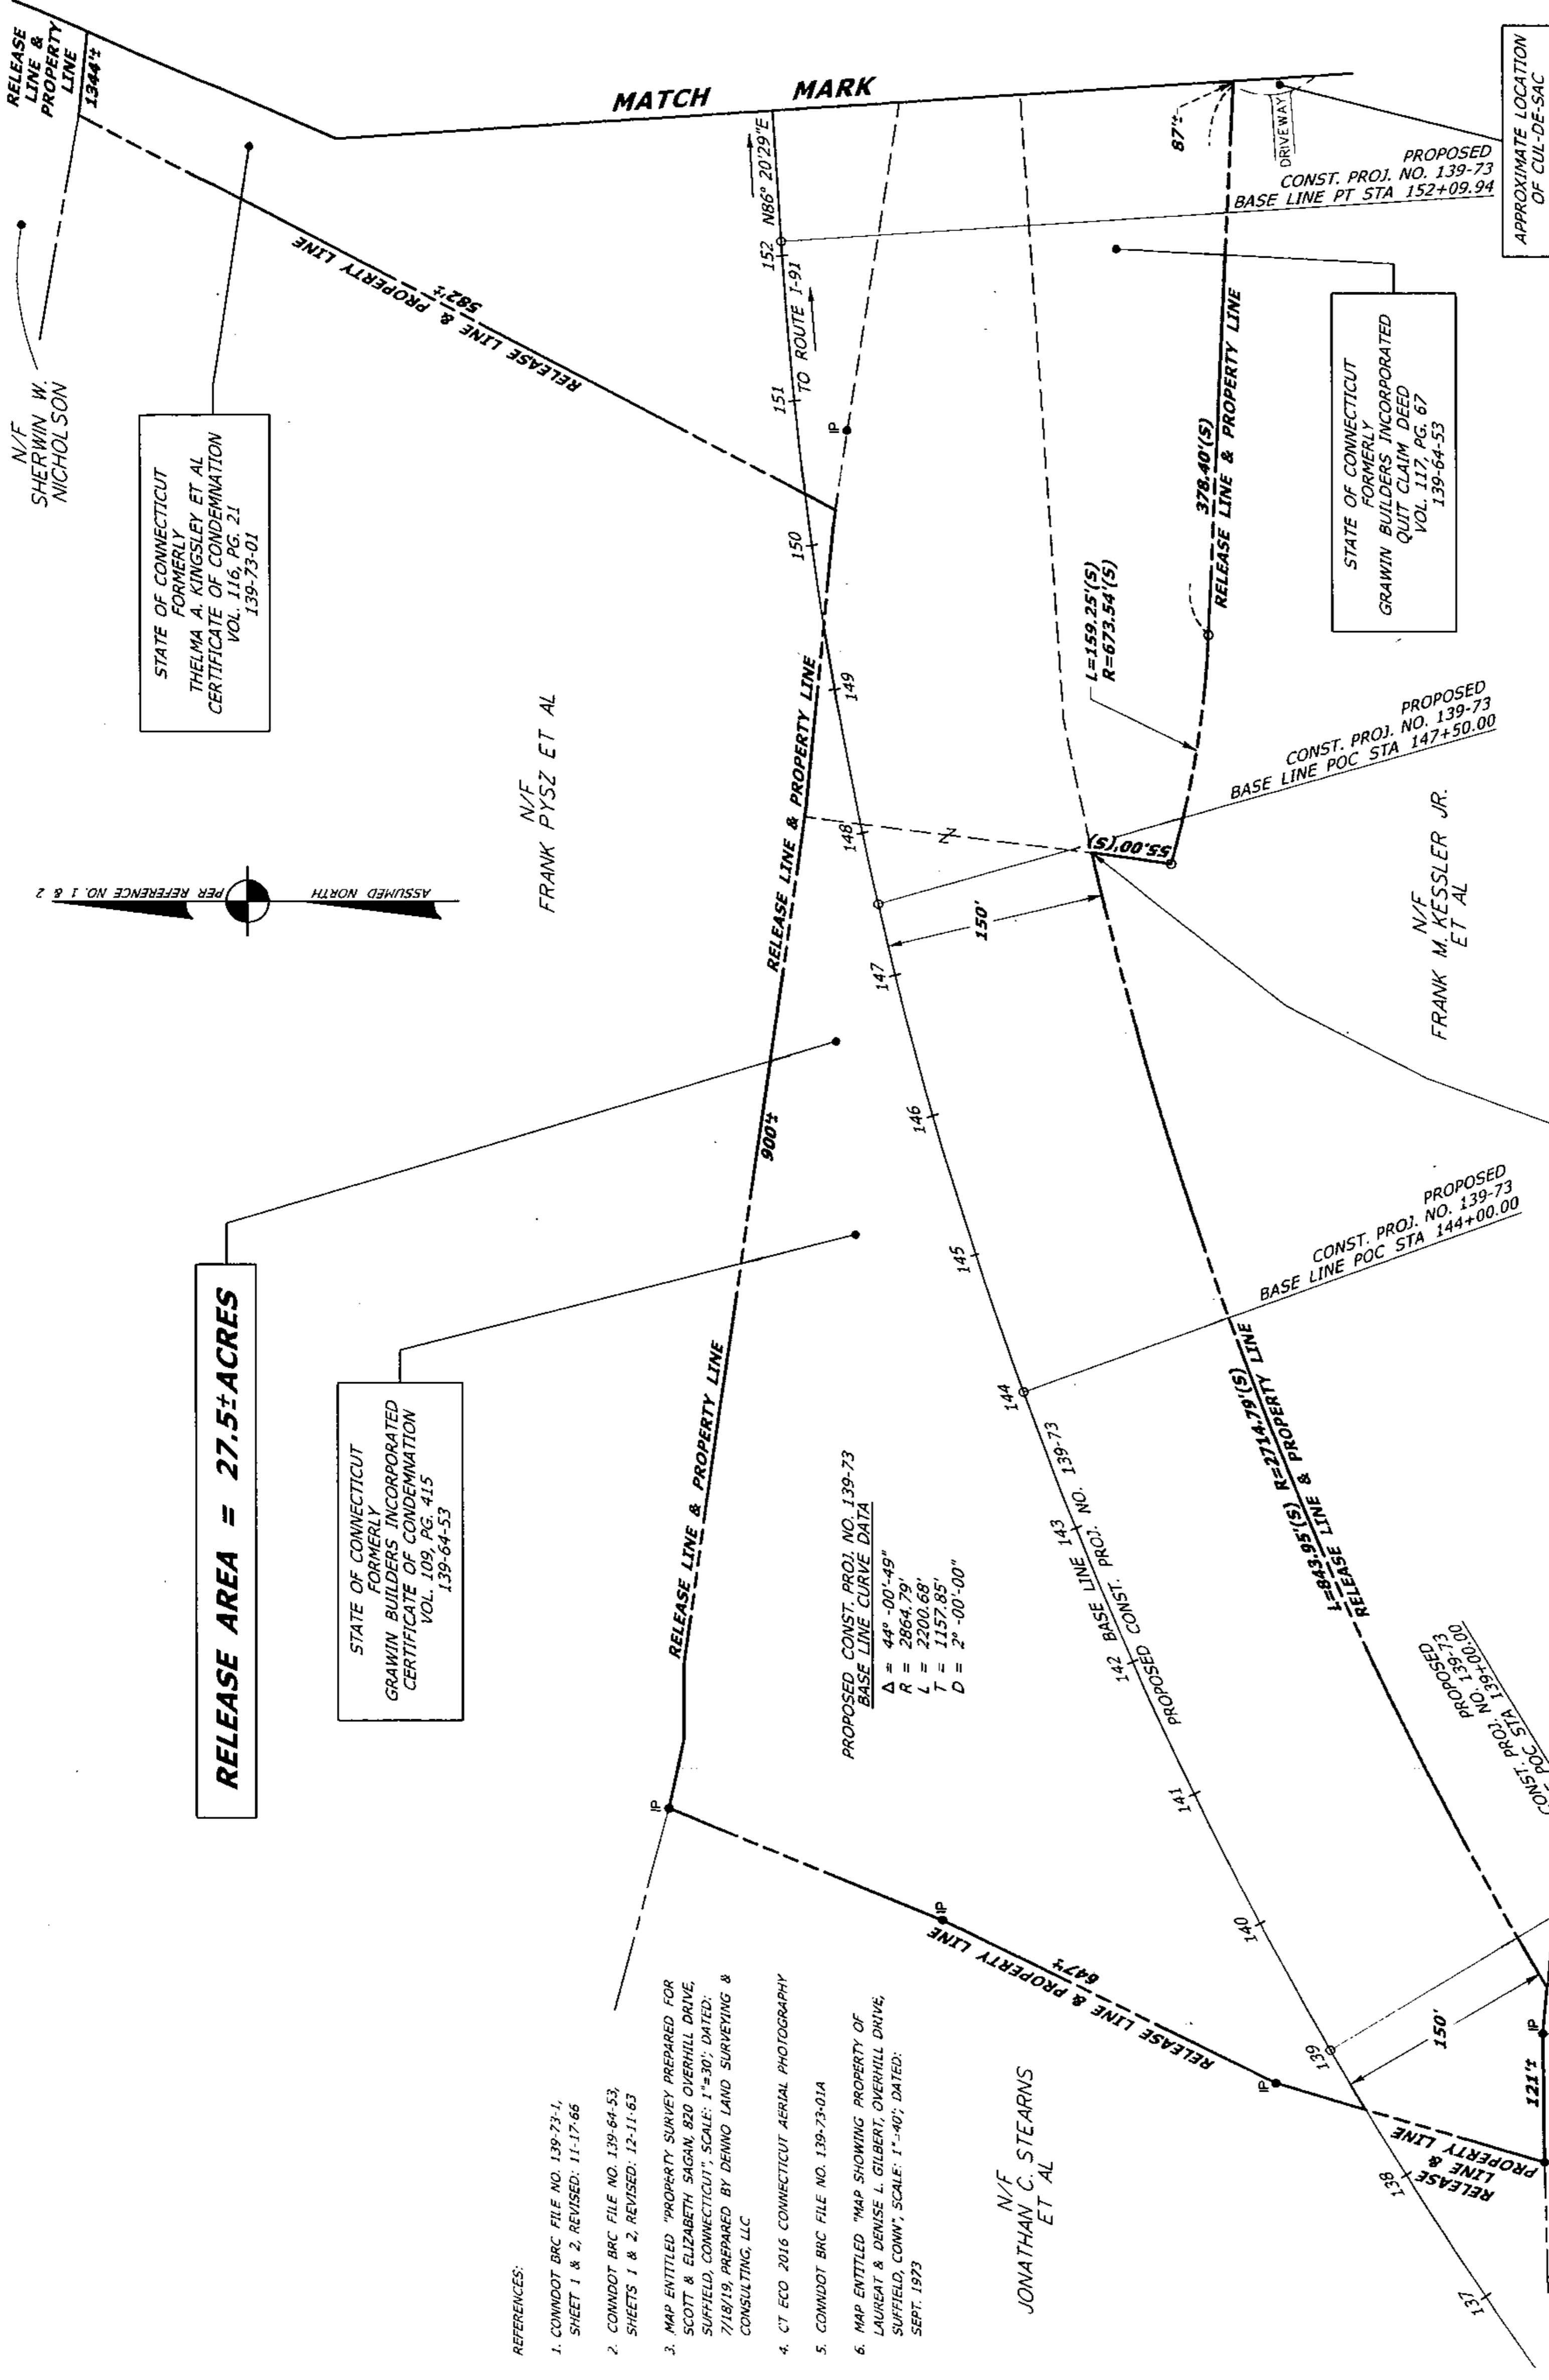 RELEASE
LINE &
PROPERTY
LINE
1344'±
N/F
SHERWIN W.
NICHOLSON
MATCH MARK
RELEASE LINE & PROPERTY LINE
582'±
STATE OF CONNECTICUT
FORMERLY
THELMA A. KINGSLEY ET AL
CERTIFICATE OF CONDEMNATION
VOL. 116, PG. 21
139-73-01
N86° 20'29"E
152
TO ROUTE I-91
151
150
149
148
147
146
145
144
143
142
141
140
139
138
137
IP
87'±
DRIVEWAY
PROPOSED
CONST. PROJ. NO. 139-73
BASE LINE PT STA 152+09.94
APPROXIMATE LOCATION
OF CUL-DE-SAC
378.40'(S)
RELEASE LINE & PROPERTY LINE
STATE OF CONNECTICUT
FORMERLY
GRAWIN BUILDERS INCORPORATED
QUIT CLAIM DEED
VOL. 117, PG. 67
139-64-53
L=159.25'(S)
R=673.54'(S)
N/F
FRANK PYSZ ET AL
ASSUMED NORTH
PER REFERENCE NO. 1 & 2
RELEASE LINE & PROPERTY LINE
RELEASE LINE & PROPERTY LINE
Z
55.00'(S)
150'
PROPOSED
CONST. PROJ. NO. 139-73
BASE LINE POC STA 147+50.00
N/F
FRANK M. KESSLER JR.
ET AL
900'±
RELEASE AREA = 27.5±ACRES
STATE OF CONNECTICUT
FORMERLY
GRAWIN BUILDERS INCORPORATED
CERTIFICATE OF CONDEMNATION
VOL. 109, PG. 415
139-64-53
RELEASE LINE & PROPERTY LINE
RELEASE LINE & PROPERTY LINE
PROPOSED
CONST. PROJ. NO. 139-73
BASE LINE POC STA 144+00.00
L=843.95'(S) R=2714.79'(S)
RELEASE LINE & PROPERTY LINE
BASE LINE
PROPOSED CONST. PROJ. NO. 139-73
PROPOSED CONST. PROJ. NO. 139-73
BASE LINE CURVE DATA
Δ = 44° -00'-49"
R = 2864.79'
L = 2200.68'
T = 1157.85'
D = 2° -00'-00"
PROPOSED
CONST. PROJ. NO. 139-73
POC STA 139+00.00
IP
IP
IP
RELEASE LINE & PROPERTY LINE
647'±
150'
IP
121'±
RELEASE
LINE &
PROPERTY LINE
N/F
JONATHAN C. STEARNS
ET AL
REFERENCES:
1. CONNDOT BRC FILE NO. 139-73-1,
SHEET 1 & 2, REVISED: 11-17-66
2. CONNDOT BRC FILE NO. 139-64-53,
SHEETS 1 & 2, REVISED: 12-11-63
3. MAP ENTITLED "PROPERTY SURVEY PREPARED FOR
SCOTT & ELIZABETH SAGAN, 820 OVERHILL DRIVE,
SUFFIELD, CONNECTICUT", SCALE: 1"=30'; DATED:
7/18/19, PREPARED BY DENNO LAND SURVEYING &
CONSULTING, LLC
4. CT ECO 2016 CONNECTICUT AERIAL PHOTOGRAPHY
5. CONNDOT BRC FILE NO. 139-73-01A
6. MAP ENTITLED "MAP SHOWING PROPERTY OF
LAUREAT & DENISE L. GILBERT, OVERHILL DRIVE,
SUFFIELD, CONN", SCALE: 1"=40'; DATED:
SEPT. 1973